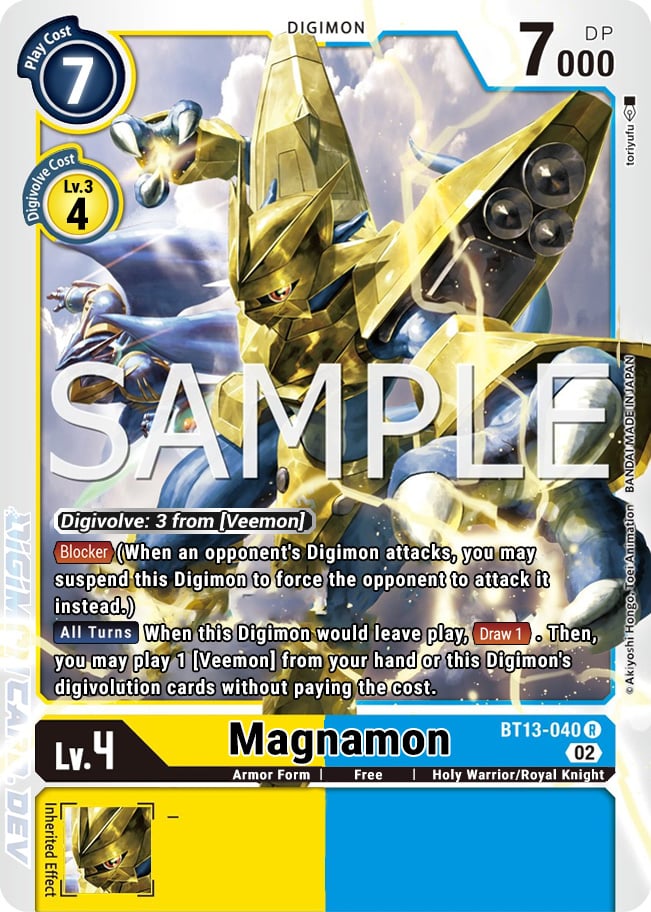 DIGIMON
Play Cost
7
7000
DP
Digivolve Cost
Lv.3
4
toriyufu
SAMPLE
Digivolve: 3 from [Veemon]
Blocker (When an opponent's Digimon attacks, you may
suspend this Digimon to force the opponent to attack it
instead.)
All Turns When this Digimon would leave play, Draw 1 . Then,
you may play 1 [Veemon] from your hand or this Digimon's
digivolution cards without paying the cost.
© Akiyoshi Hongo, Toei Animation BANDAI MADE IN JAPAN
DIGIMON CARD DEV
Lv.4
Magnamon
BT13-040 R
02
Armor Form | Free | Holy Warrior/Royal Knight
Inherited Effect
–